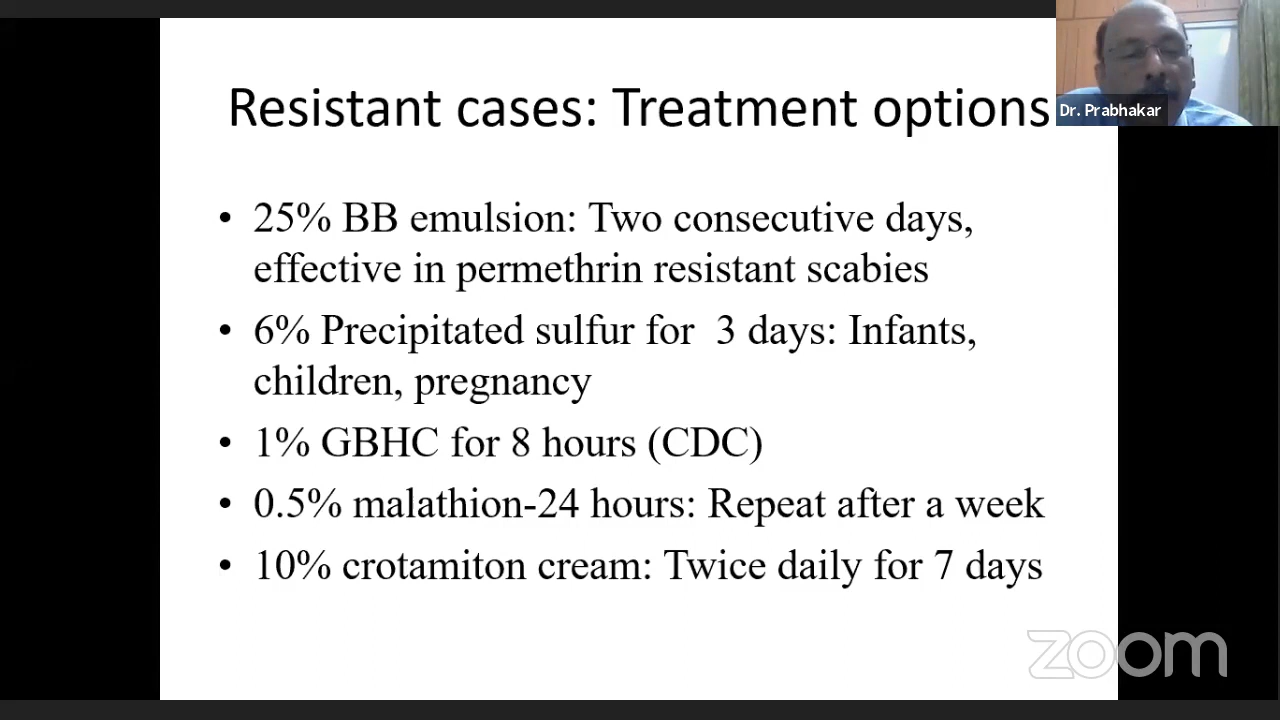 Resistant cases: Treatment options
Dr. Prabhakar
• 25% BB emulsion: Two consecutive days,
effective in permethrin resistant scabies
• 6% Precipitated sulfur for 3 days: Infants,
children, pregnancy
• 1% GBHC for 8 hours (CDC)
• 0.5% malathion-24 hours: Repeat after a week
• 10% crotamiton cream: Twice daily for 7 days
zoom